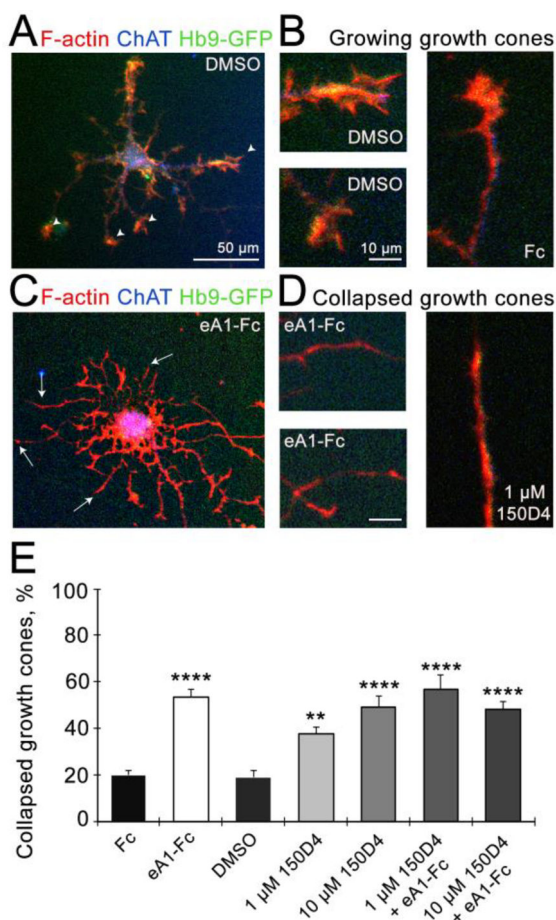 A
F-actin ChAT Hb9-GFP
DMSO
50 µm
B
Growing growth cones
DMSO
DMSO
10 µm
Fc
C
F-actin ChAT Hb9-GFP
eA1-Fc
D
Collapsed growth cones
eA1-Fc
eA1-Fc
1 µM
150D4
E
Collapsed growth cones, %
100
80
60
40
20
0
****
**
****
****
****
Fc
eA1-Fc
DMSO
1 µM 150D4
10 µM 150D4
1 µM 150D4
+ eA1-Fc
10 µM 150D4
+ eA1-Fc